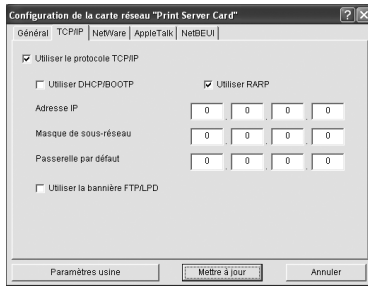 Configuration de la carte réseau "Print Server Card"
Général TCP/IP NetWare AppleTalk NetBEUI
Utiliser le protocole TCP/IP
Utiliser DHCP/BOOTP Utiliser RARP
Adresse IP 0 . 0 . 0 . 0
Masque de sous-réseau 0 . 0 . 0 . 0
Passerelle par défaut 0 . 0 . 0 . 0
Utiliser la bannière FTP/LPD
Paramètres usine Mettre à jour Annuler